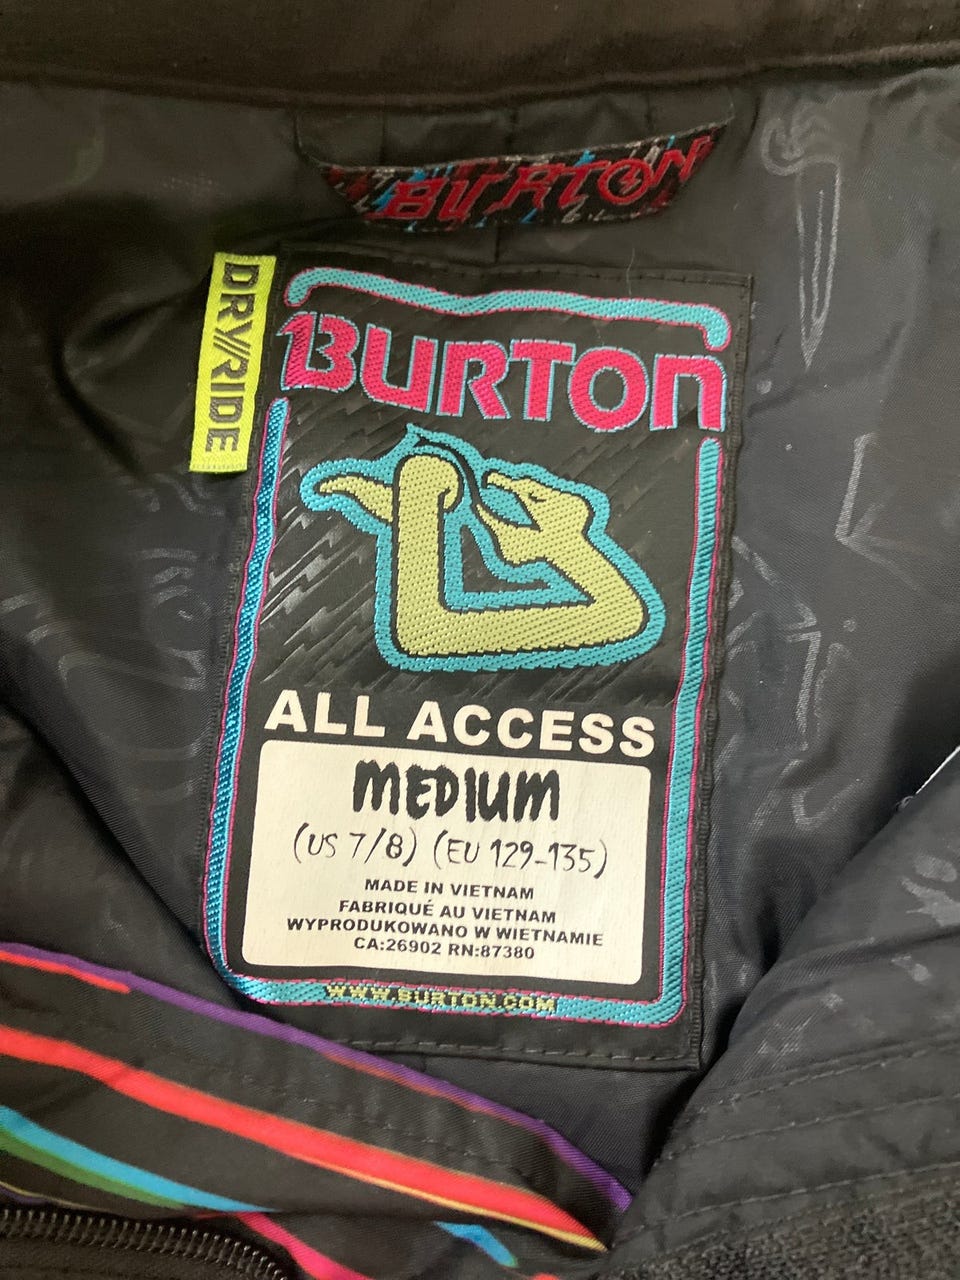 BURTON
DRY//RIDE
BURTON
ALL ACCESS
MEDIUM
(US 7/8) (EU 129-135)
MADE IN VIETNAM
FABRIQUÉ AU VIETNAM
WYPRODUKOWANO W WIETNAMIE
CA:26902 RN:87380
WWW.BURTON.COM